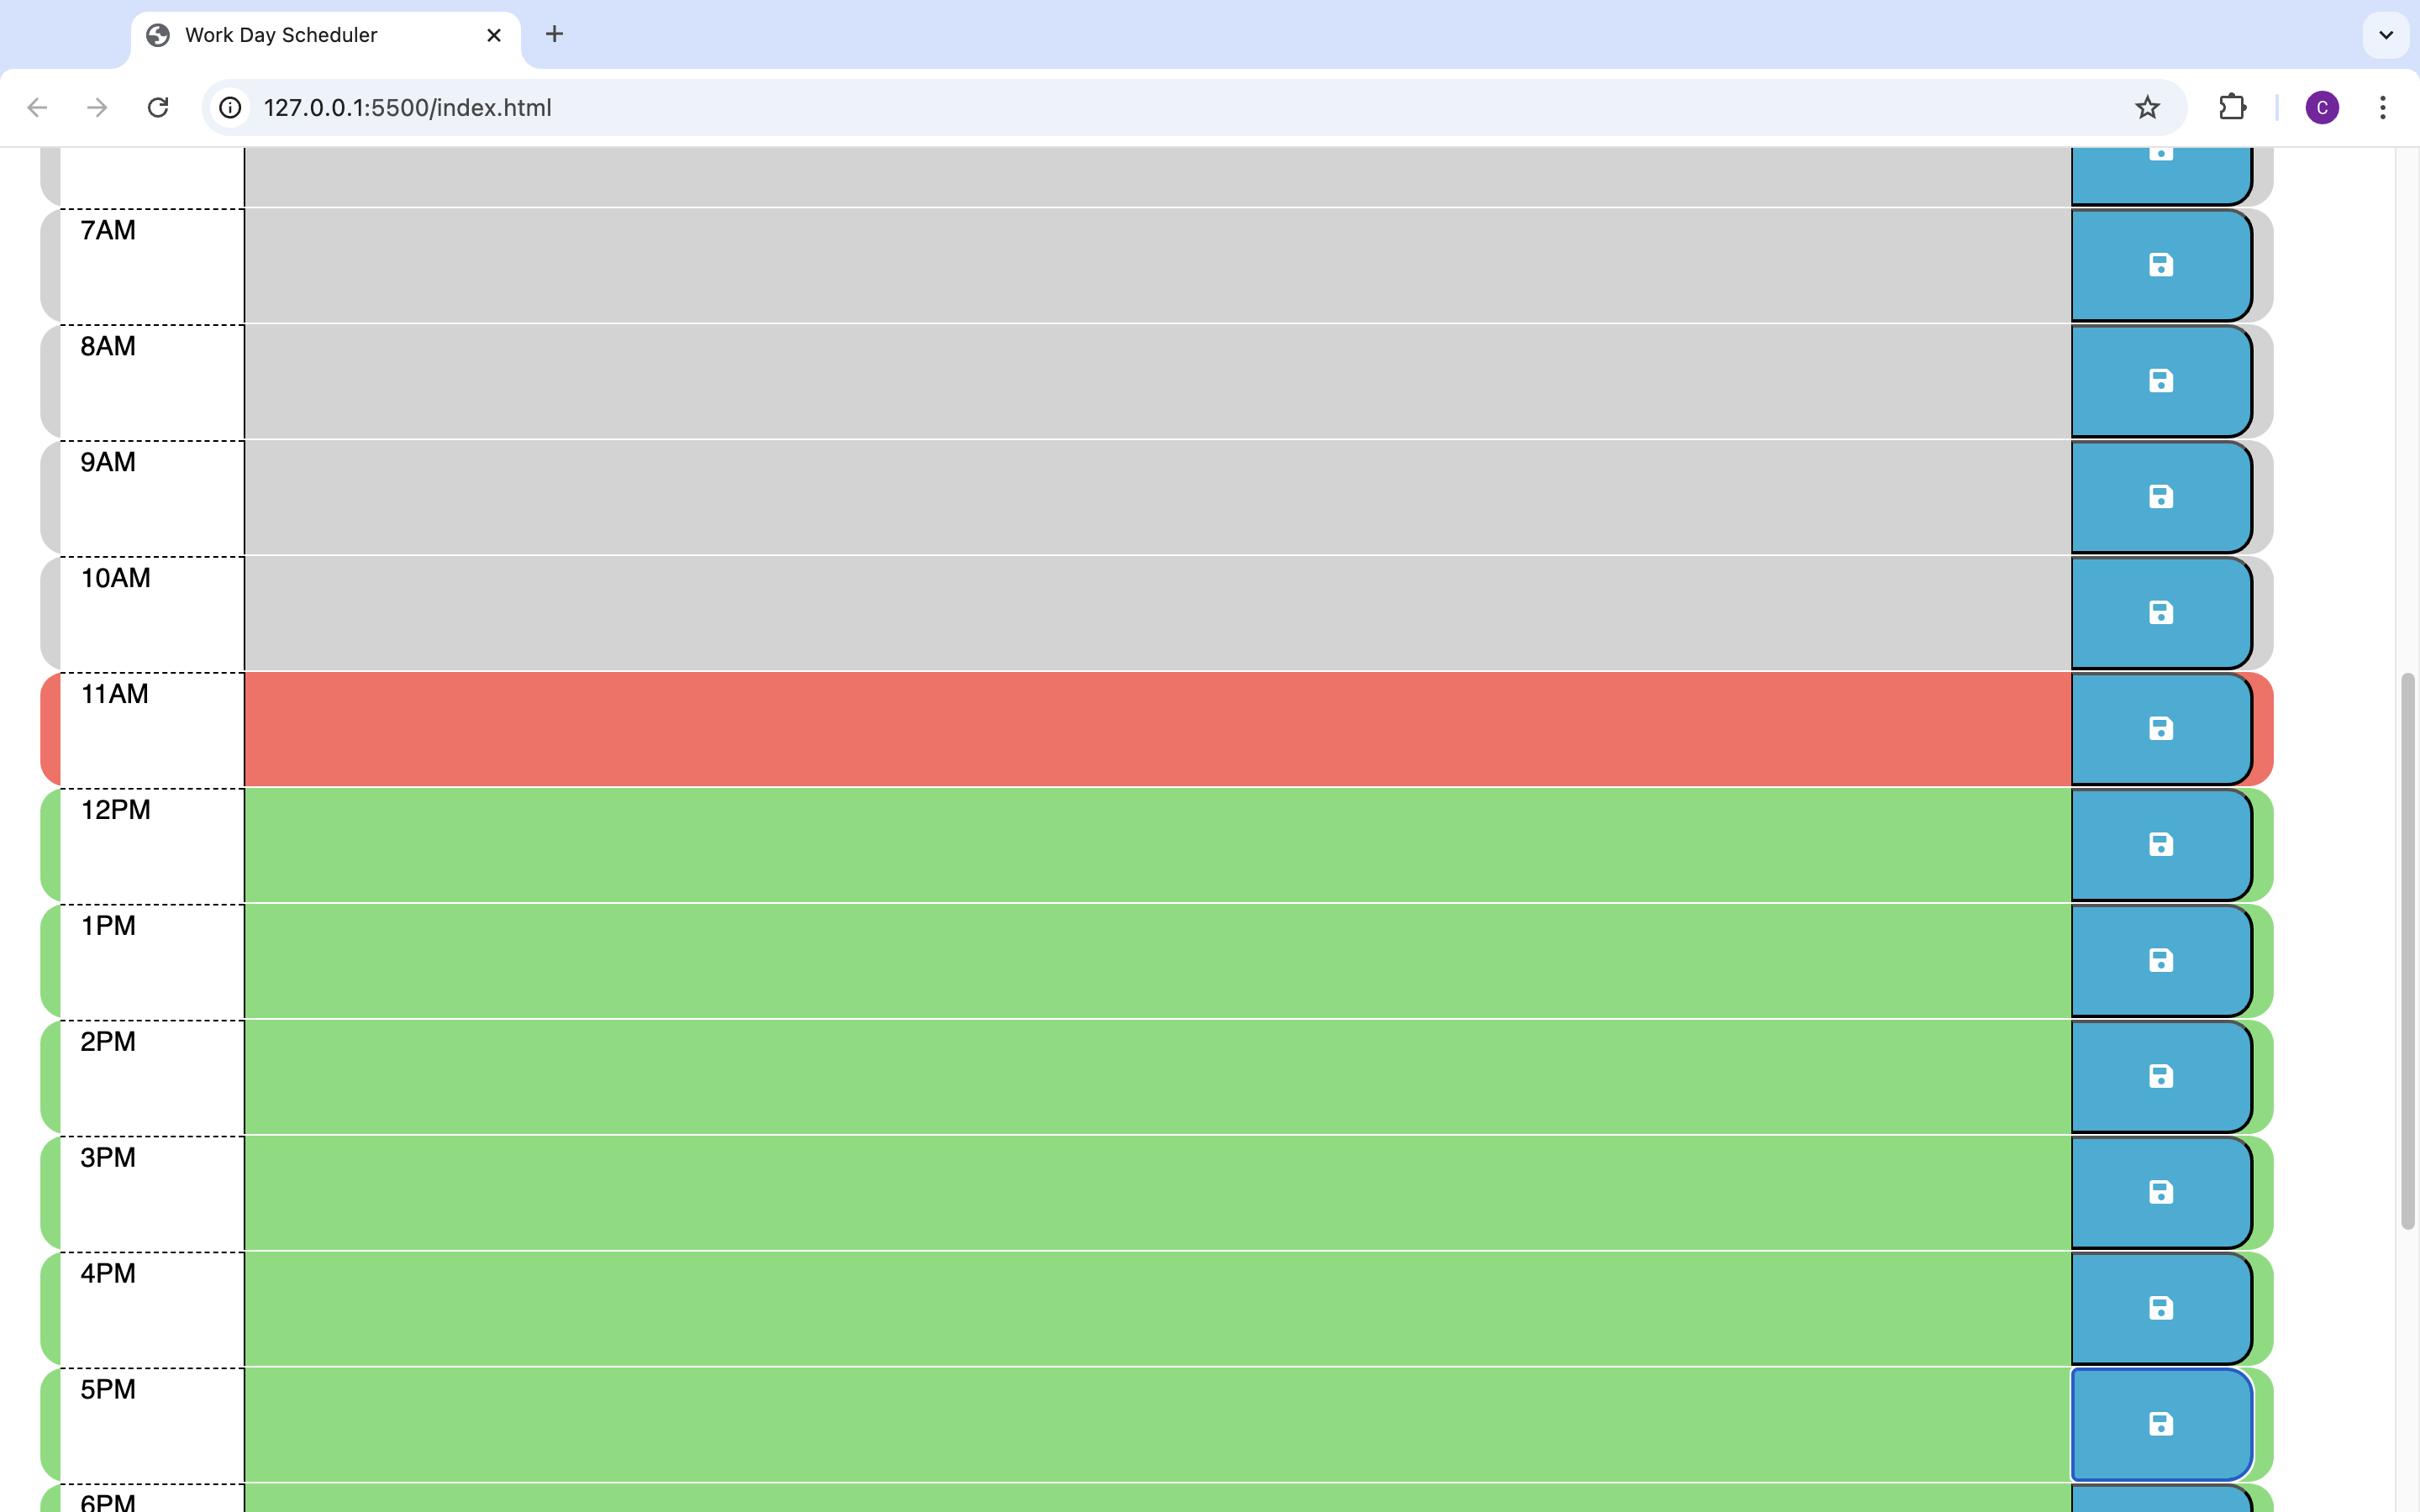 Work Day Scheduler
127.0.0.1:5500/index.html
C
7AM
8AM
9AM
10AM
11AM
12PM
1PM
2PM
3PM
4PM
5PM
6PM